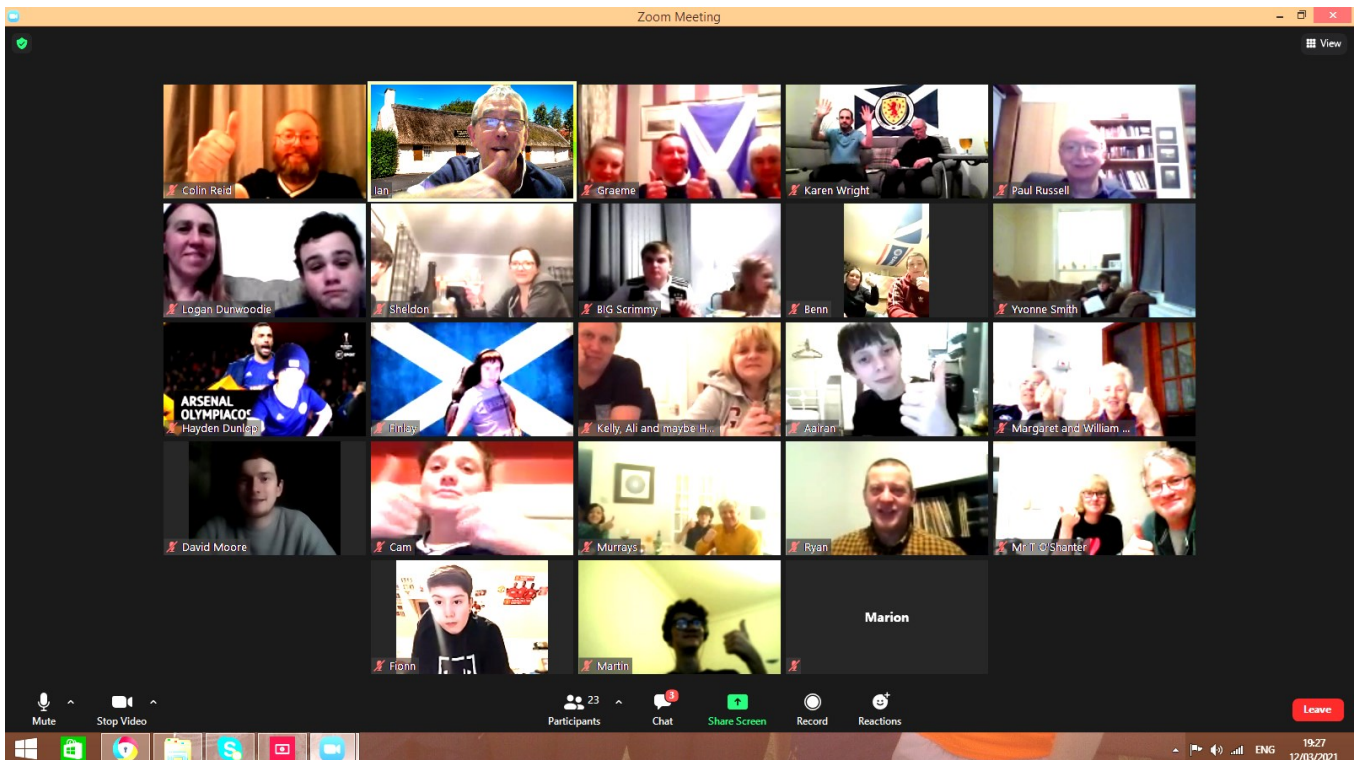 Zoom Meeting
View
Colin Reid
Ian
Graeme
Karen Wright
Paul Russell
Logan Dunwoodie
Sheldon
BIG Scrimmy
Benn
Yvonne Smith
ARSENAL
OLYMPIACOS
Hayden Dunlop
Finlay
Kelly, Ali and maybe H...
Aairan
Margaret and William ...
David Moore
Cam
Murrays
Ryan
Mr T O'Shanter
Fionn
Martin
Marion
Mute
Stop Video
23
Participants
3
Chat
Share Screen
Record
Reactions
Leave
ENG
19:27
12/03/2021